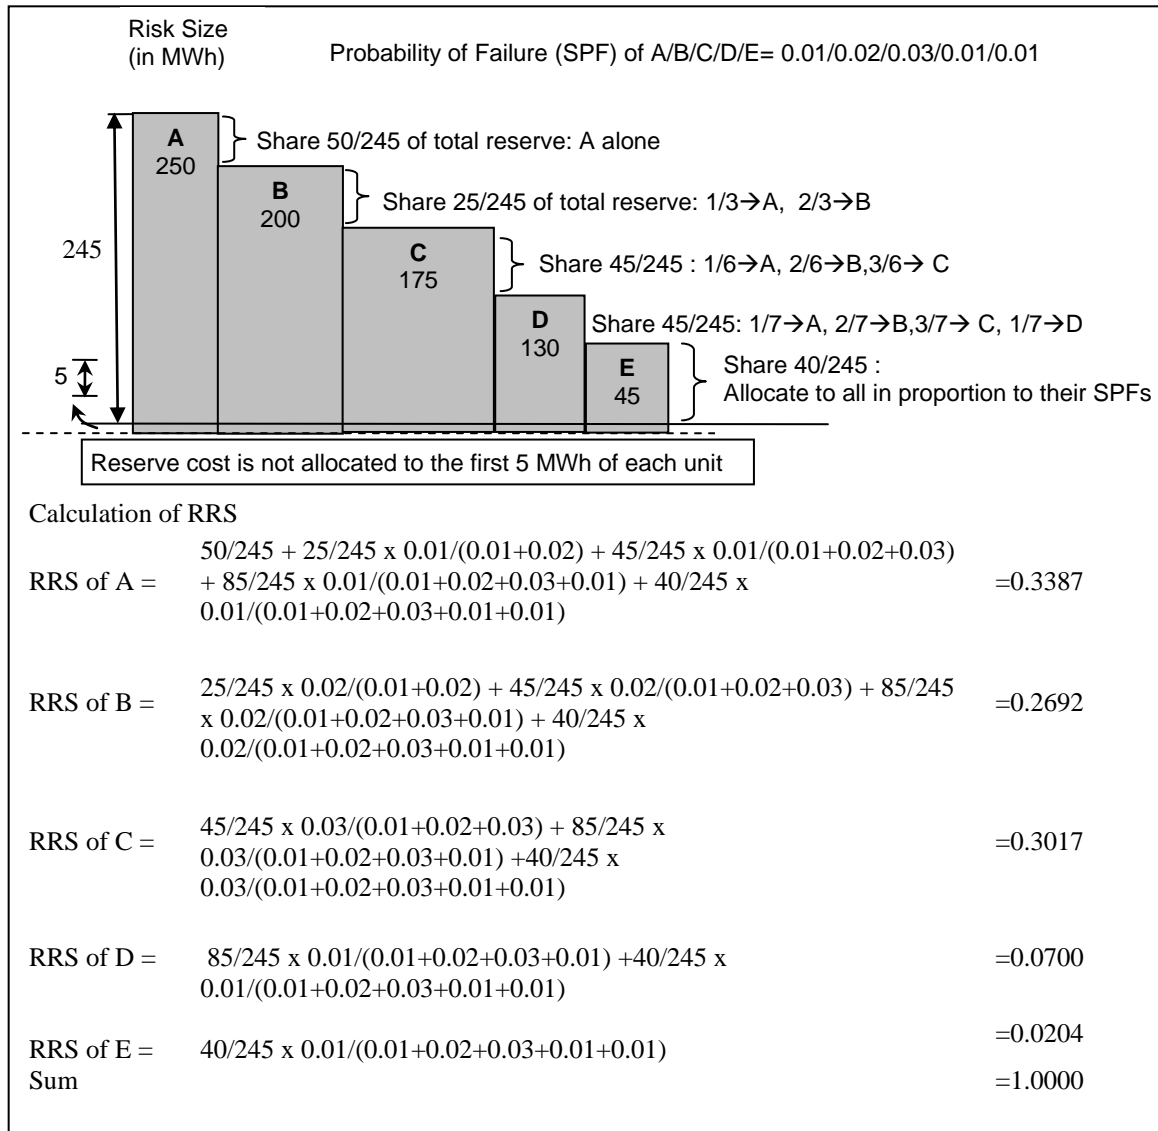 Risk Size
(in MWh)
Probability of Failure (SPF) of A/B/C/D/E= 0.01/0.02/0.03/0.01/0.01
A
250
Share 50/245 of total reserve: A alone
B
200
Share 25/245 of total reserve: 1/3→A, 2/3→B
245
C
175
Share 45/245 : 1/6→A, 2/6→B,3/6→ C
D
130
Share 45/245: 1/7→A, 2/7→B,3/7→ C, 1/7→D
5
E
45
Share 40/245 :
Allocate to all in proportion to their SPFs
Reserve cost is not allocated to the first 5 MWh of each unit
Calculation of RRS
RRS of A =
50/245 + 25/245 x 0.01/(0.01+0.02) + 45/245 x 0.01/(0.01+0.02+0.03)
+ 85/245 x 0.01/(0.01+0.02+0.03+0.01) + 40/245 x
0.01/(0.01+0.02+0.03+0.01+0.01)
=0.3387
RRS of B =
25/245 x 0.02/(0.01+0.02) + 45/245 x 0.02/(0.01+0.02+0.03) + 85/245
x 0.02/(0.01+0.02+0.03+0.01) + 40/245 x
0.02/(0.01+0.02+0.03+0.01+0.01)
=0.2692
RRS of C =
45/245 x 0.03/(0.01+0.02+0.03) + 85/245 x
0.03/(0.01+0.02+0.03+0.01) +40/245 x
0.03/(0.01+0.02+0.03+0.01+0.01)
=0.3017
RRS of D =
85/245 x 0.01/(0.01+0.02+0.03+0.01) +40/245 x
0.01/(0.01+0.02+0.03+0.01+0.01)
=0.0700
RRS of E =
40/245 x 0.01/(0.01+0.02+0.03+0.01+0.01)
=0.0204
Sum
=1.0000